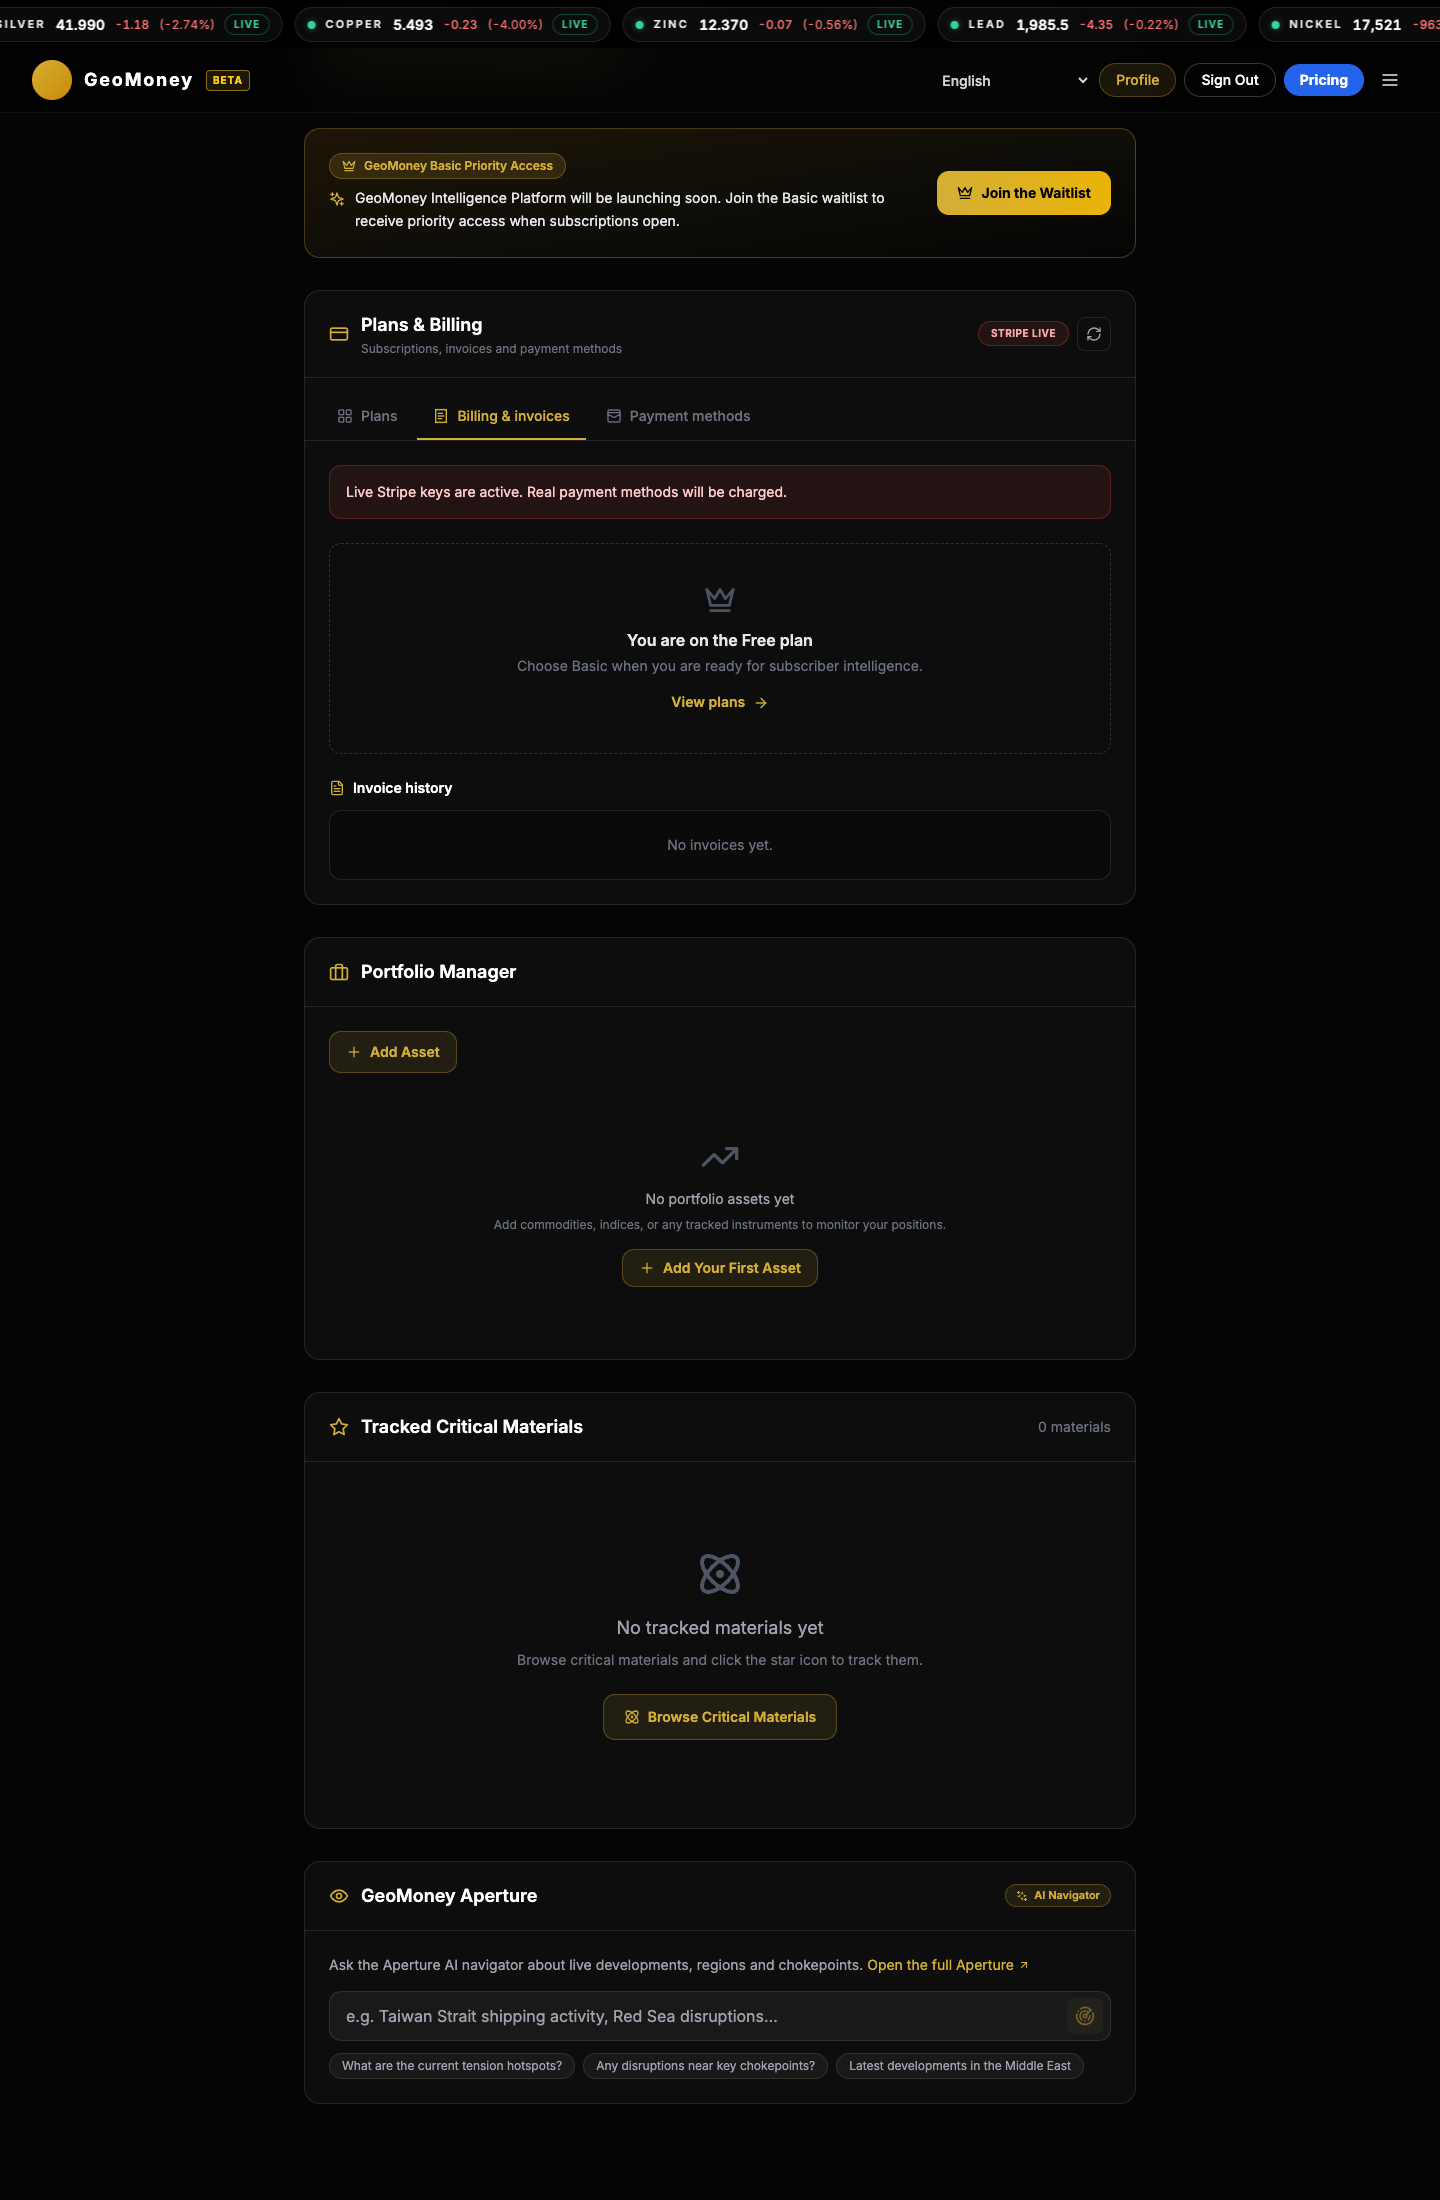 SILVER 41.990 -1.18 (-2.74%) LIVE
COPPER 5.493 -0.23 (-4.00%) LIVE
ZINC 12.370 -0.07 (-0.56%) LIVE
LEAD 1,985.5 -4.35 (-0.22%) LIVE
NICKEL 17,521 -963
GeoMoney BETA
English
Profile
Sign Out
Pricing
GeoMoney Basic Priority Access
GeoMoney Intelligence Platform will be launching soon. Join the Basic waitlist to
receive priority access when subscriptions open.
Join the Waitlist
Plans & Billing
Subscriptions, invoices and payment methods
STRIPE LIVE
Plans
Billing & invoices
Payment methods
Live Stripe keys are active. Real payment methods will be charged.
You are on the Free plan
Choose Basic when you are ready for subscriber intelligence.
View plans
Invoice history
No invoices yet.
Portfolio Manager
Add Asset
No portfolio assets yet
Add commodities, indices, or any tracked instruments to monitor your positions.
Add Your First Asset
Tracked Critical Materials
0 materials
No tracked materials yet
Browse critical materials and click the star icon to track them.
Browse Critical Materials
GeoMoney Aperture
AI Navigator
Ask the Aperture AI navigator about live developments, regions and chokepoints. Open the full Aperture
e.g. Taiwan Strait shipping activity, Red Sea disruptions...
What are the current tension hotspots?
Any disruptions near key chokepoints?
Latest developments in the Middle East